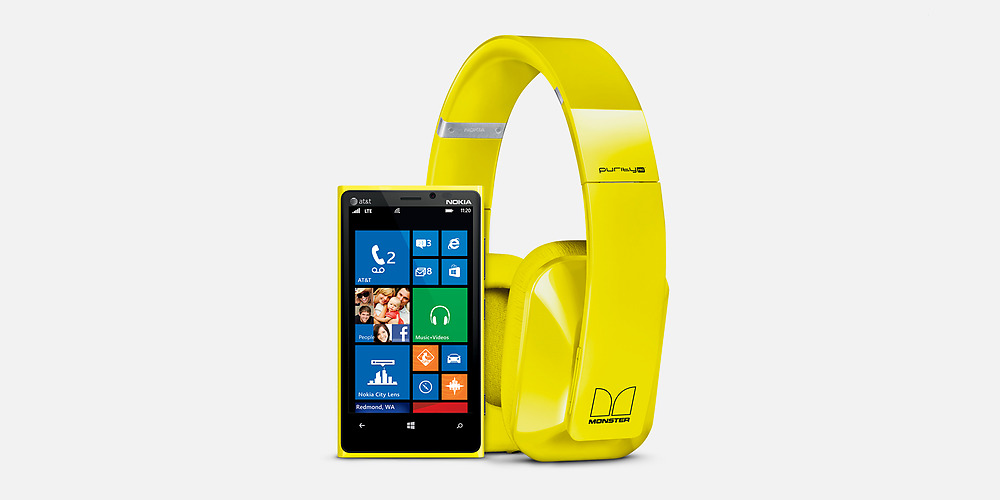 NOKIA
purity HD
at&t NOKIA
LTE 11:20
2
3
8
AT&T
People
f
Music+Videos
Nokia City Lens
Redmond, WA
MONSTER